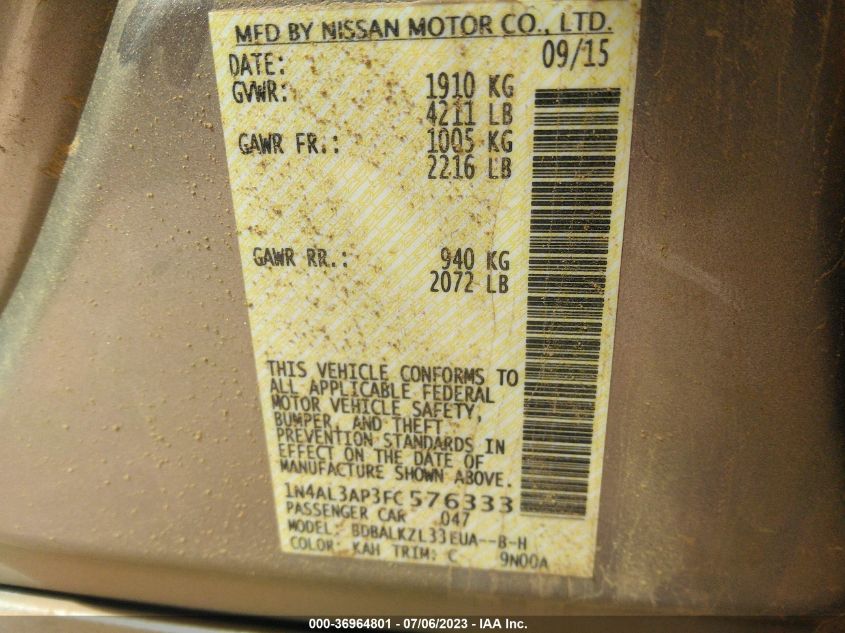 MFD BY NISSAN MOTOR CO., LTD.
DATE: 09/15
GVWR: 1910 KG
4211 LB
GAWR FR.: 1005 KG
2216 LB
GAWR RR.: 940 KG
2072 LB
THIS VEHICLE CONFORMS TO
ALL APPLICABLE FEDERAL
MOTOR VEHICLE SAFETY,
BUMPER, AND THEFT
PREVENTION STANDARDS IN
EFFECT ON THE DATE OF
MANUFACTURE SHOWN ABOVE.
1N4AL3AP3FC576333
PASSENGER CAR 047
MODEL: BDBALKZL33EUA--B-H
COLOR: KAH TRIM: C 9N00A
000-36964801 - 07/06/2023 - IAA Inc.